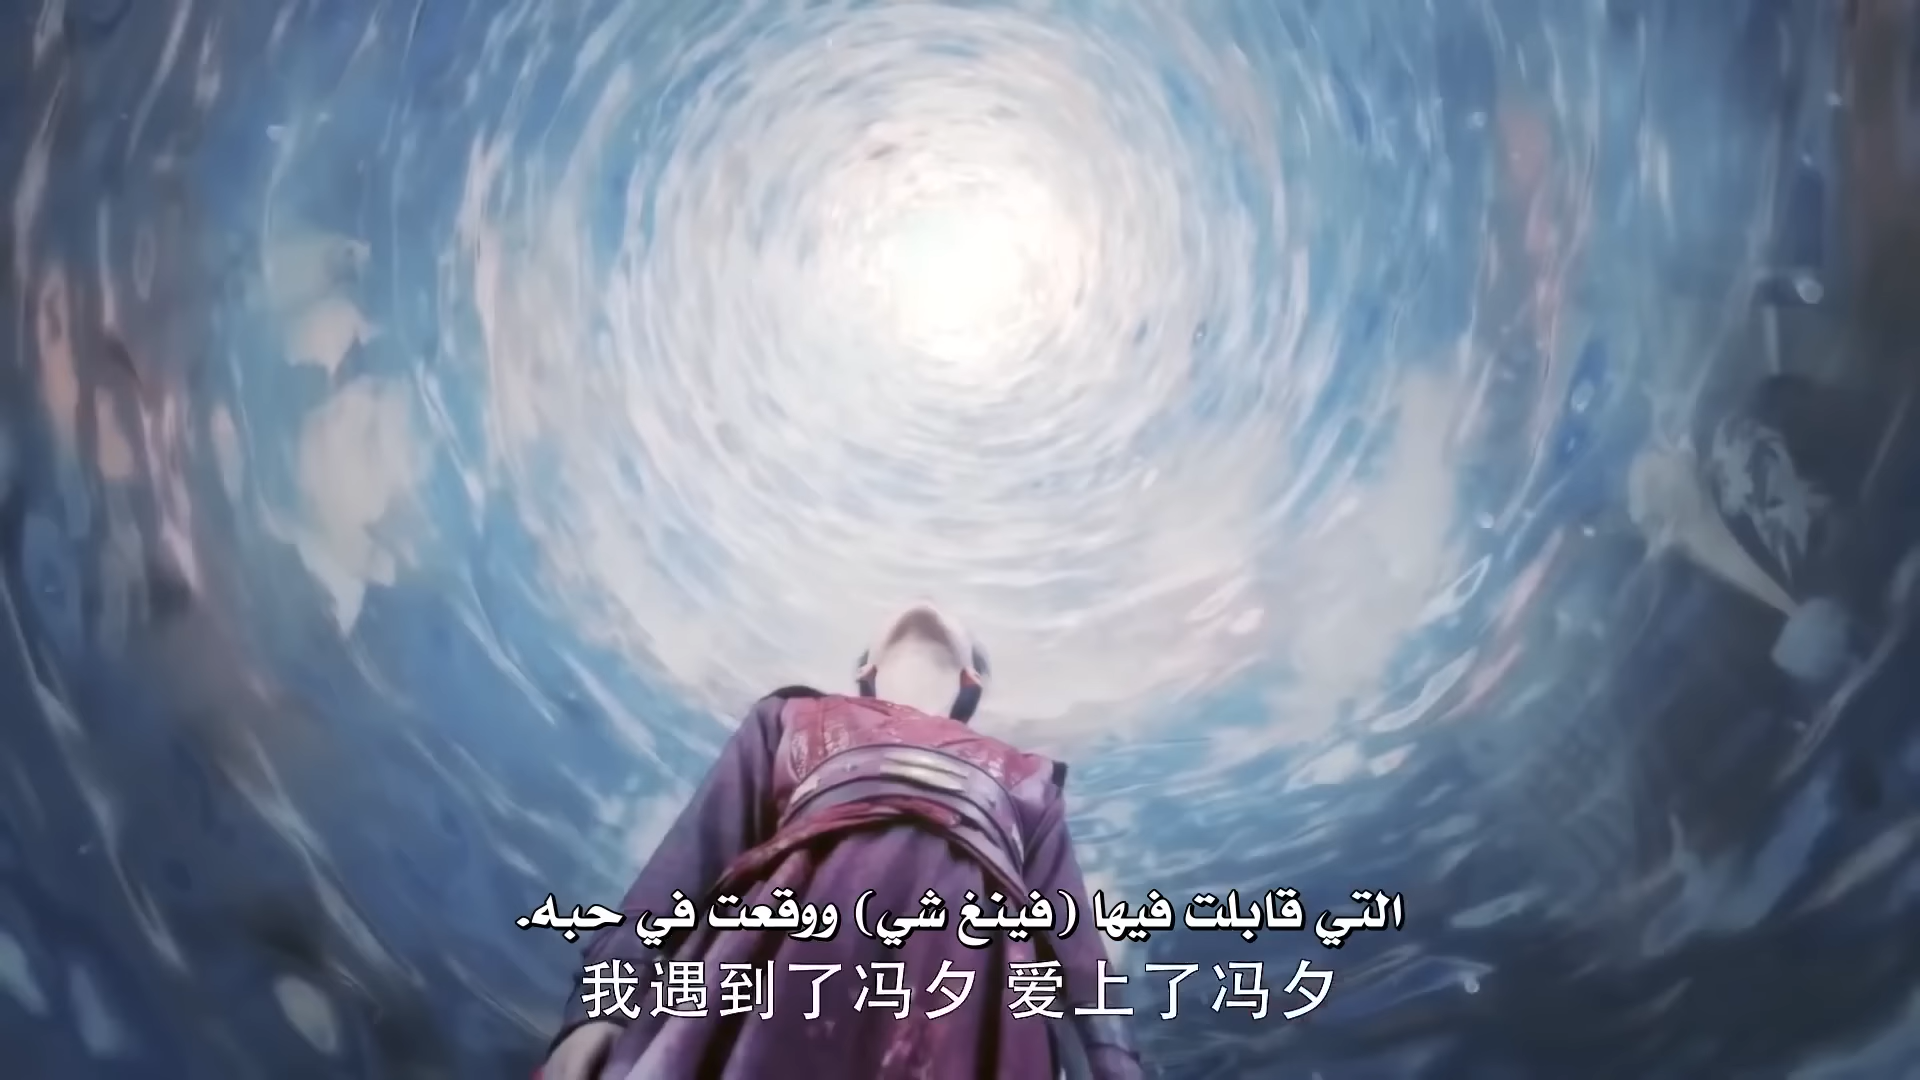 التي قابلت فيها (فينغ شي) ووقعت في حبه.
我遇到了冯夕 爱上了冯夕